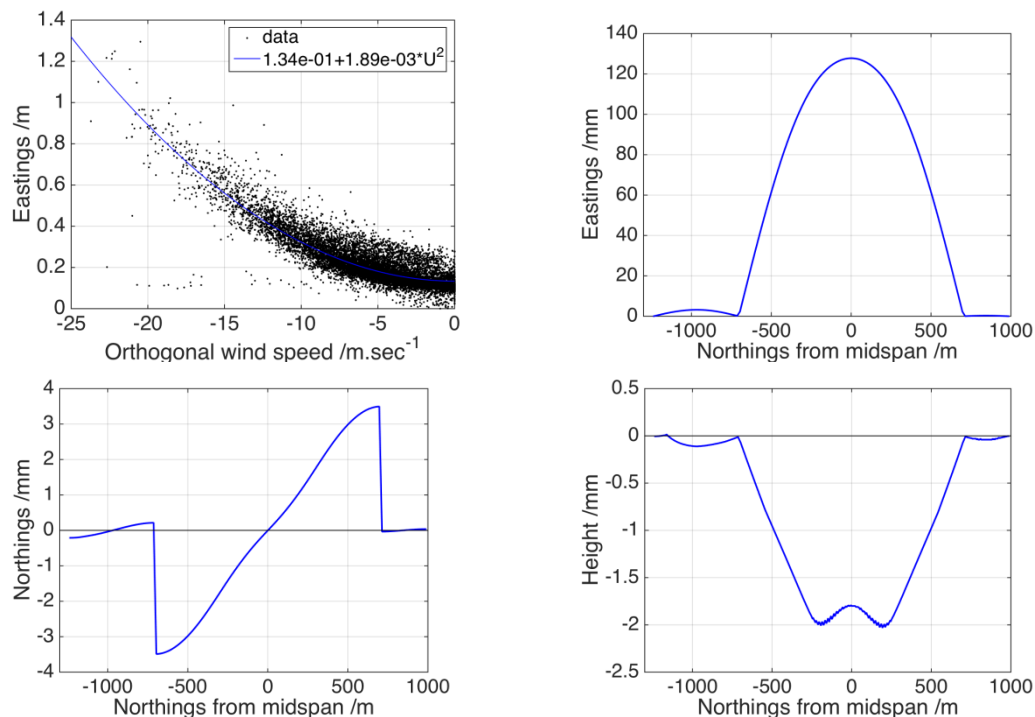 1.4
1.2
1
0.8
0.6
0.4
0.2
0
-25 -20 -15 -10 -5 0
Eastings /m
Orthogonal wind speed /m.sec⁻¹
data
1.34e-01+1.89e-03*U²
140
120
100
80
60
40
20
0
-1000 -500 0 500 1000
Eastings /mm
Northings from midspan /m
4
3
2
1
0
-1
-2
-3
-4
-1000 -500 0 500 1000
Northings /mm
Northings from midspan /m
0.5
0
-0.5
-1
-1.5
-2
-2.5
-1000 -500 0 500 1000
Height /mm
Northings from midspan /m